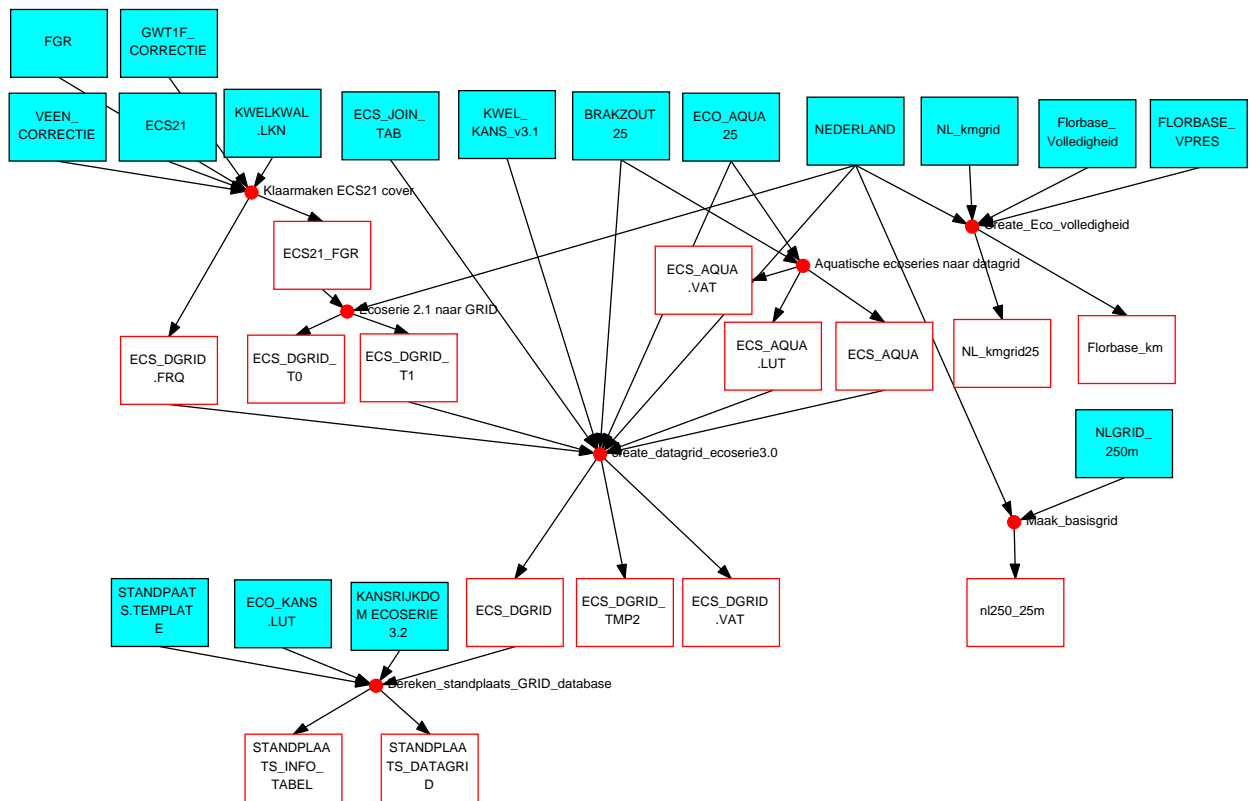 FGR
GWT1F_
CORRECTIE
VEEN_
CORRECTIE
ECS21
KWELKWAL
.LKN
ECS_JOIN_
TAB
KWEL_
KANS_v3.1
BRAKZOUT
25
ECO_AQUA
25
NEDERLAND
NL_kmgrid
Florbase_
Volledigheid
FLORBASE_
VPRES
Klaarmaken ECS21 cover
Create_Eco_volledigheid
ECS21_FGR
ECS_AQUA
.VAT
Aquatische ecoseries naar datagrid
Ecoserie 2.1 naar GRID
ECS_DGRID
.FRQ
ECS_DGRID_
T0
ECS_DGRID_
T1
ECS_AQUA
.LUT
ECS_AQUA
NL_kmgrid25
Florbase_km
create_datagrid_ecoserie3.0
NLGRID_
250m
Maak_basisgrid
STANDPAAT
S.TEMPLAT
E
ECO_KANS
.LUT
KANSRIJKDO
M ECOSERIE
3.2
ECS_DGRID
ECS_DGRID_
TMP2
ECS_DGRID
.VAT
nl250_25m
Bereken_standplaats_GRID_database
STANDPLAA
TS_INFO_
TABEL
STANDPLAA
TS_DATAGRI
D